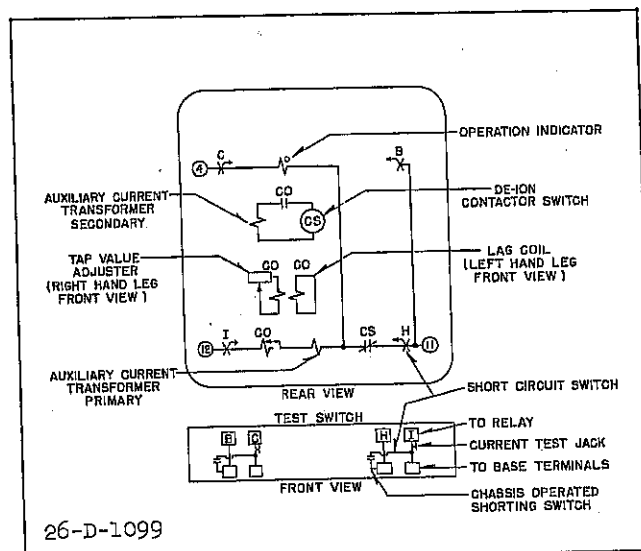 OPERATION INDICATOR
C
B
4
CO
DE-ION
CONTACTOR SWITCH
CS
AUXILIARY CURRENT
TRANSFORMER
SECONDARY
TAP VALUE
ADJUSTER
(RIGHT HAND LEG
FRONT VIEW)
CO CO
LAG COIL
(LEFT HAND LEG
FRONT VIEW)
I
CO
CS
H
11
AUXILIARY CURRENT
TRANSFORMER
PRIMARY
REAR VIEW
SHORT CIRCUIT SWITCH
TEST SWITCH
B
C
H
I
TO RELAY
CURRENT TEST JACK
TO BASE TERMINALS
FRONT VIEW
CHASSIS OPERATED
SHORTING SWITCH
26-D-1099